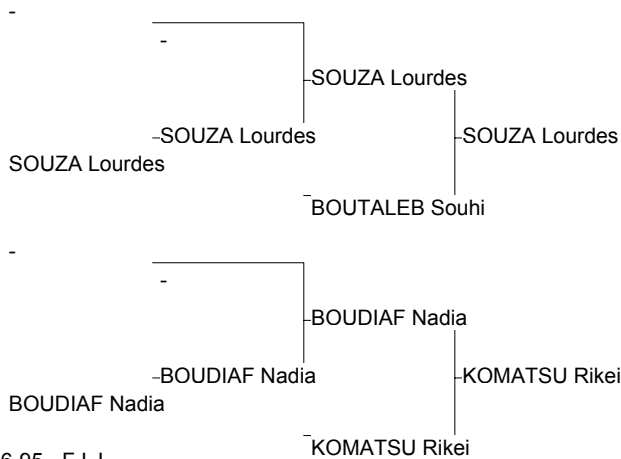 -
-
SOUZA Lourdes
SOUZA Lourdes
SOUZA Lourdes
SOUZA Lourdes
BOUTALEB Souhi
-
-
BOUDIAF Nadia
BOUDIAF Nadia
KOMATSU Rikei
BOUDIAF Nadia
KOMATSU Rikei